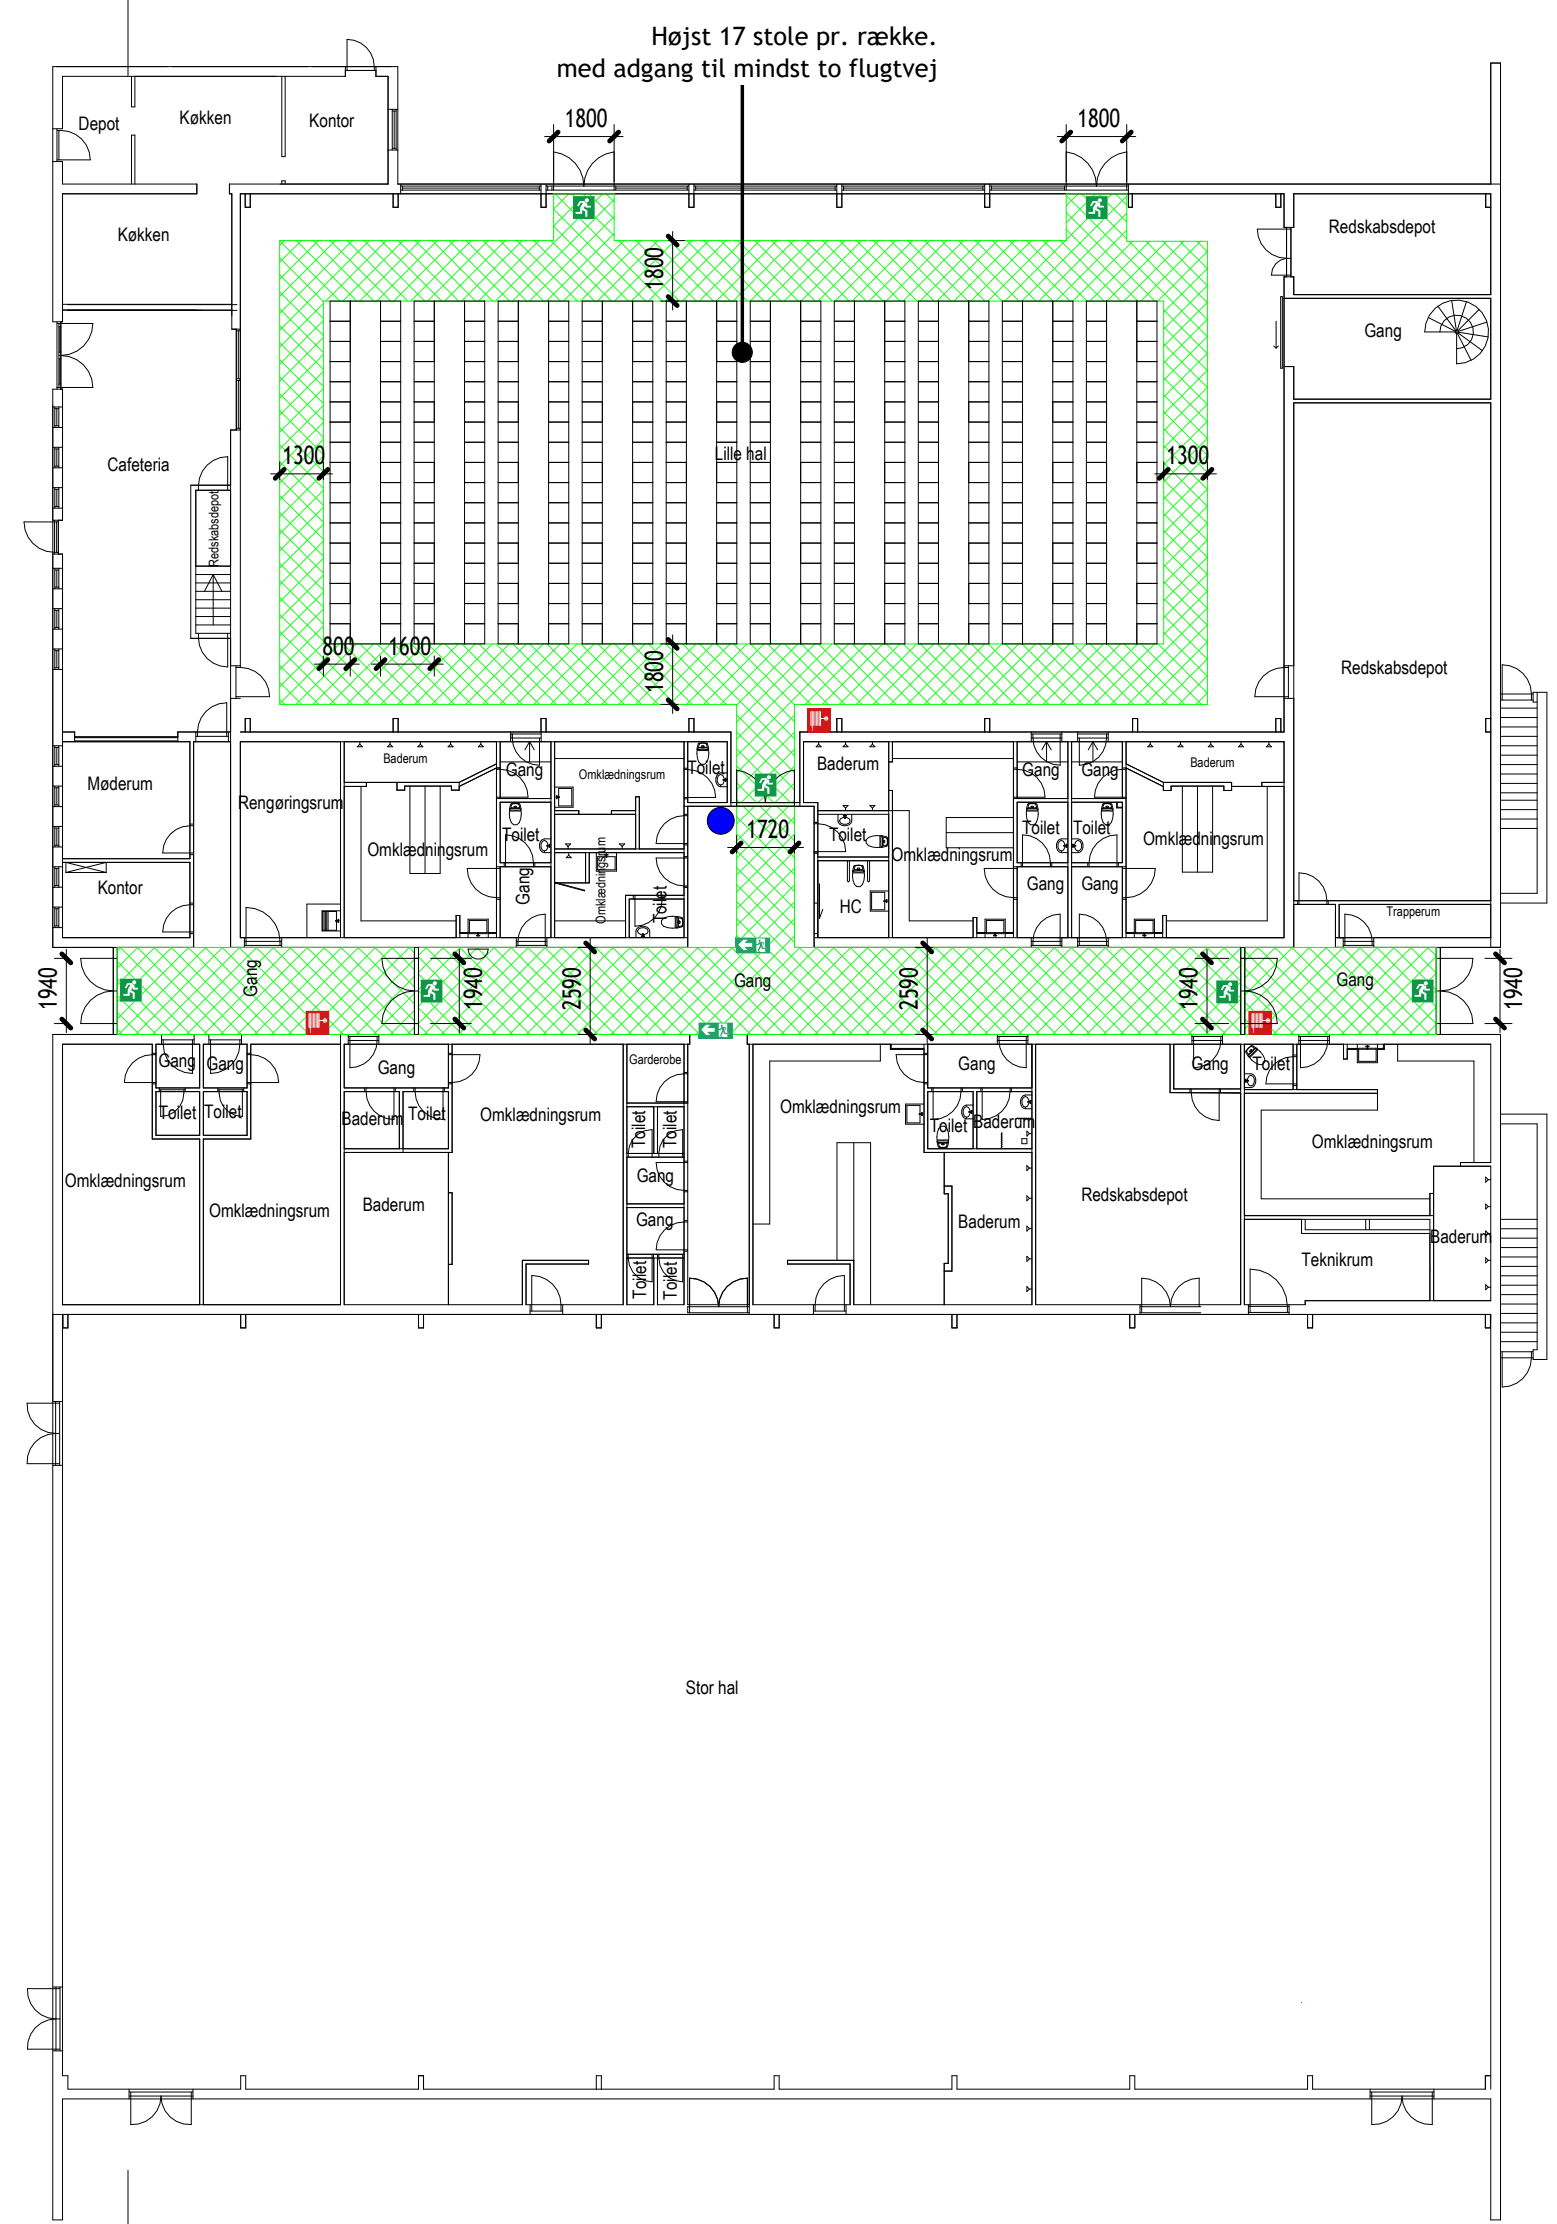 Højst 17 stole pr. række.
med adgang til mindst to flugtvej
1800
1800
Depot
Køkken
Kontor
Køkken
Redskabsdepot
1800
Gang
Cafeteria
1300
Lille hal
1300
Redskabsdepot
800
1600
1800
Redskabsdepot
Møderum
Rengøringsrum
Baderum
Gang
Omklædningsrum
Toilet
Baderum
Gang
Gang
Baderum
Omklædningsrum
Toilet
1720
Toilet
Omklædningsrum
Toilet
Toilet
Omklædningsrum
Kontor
Gang
Omklædningsrum
Toilet
HC
Gang
Gang
Trapperum
1940
Gang
1940
2590
Gang
2590
1940
Gang
1940
Gang
Gang
Gang
Garderobe
Gang
Gang
Toilet
Toilet
Toilet
Baderum
Toilet
Omklædningsrum
Toilet
Toilet
Omklædningsrum
Toilet
Baderum
Omklædningsrum
Omklædningsrum
Omklædningsrum
Baderum
Gang
Gang
Baderum
Redskabsdepot
Baderum
Toilet
Toilet
Teknikrum
Stor hal